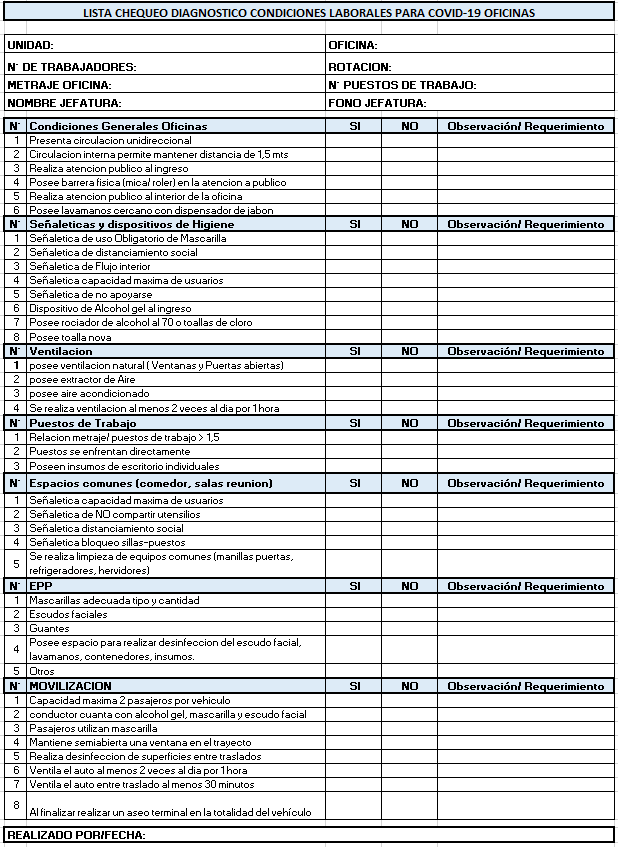 LISTA CHEQUEO DIAGNOSTICO CONDICIONES LABORALES PARA COVID-19 OFICINAS
UNIDAD: OFICINA:
N° DE TRABAJADORES: ROTACION:
METRAJE OFICINA: N° PUESTOS DE TRABAJO:
NOMBRE JEFATURA: FONO JEFATURA:
N° Condiciones Generales Oficinas SI NO Observación/ Requerimiento
1 Presenta circulacion unidireccional
2 Circulacion interna permite mantener distancia de 1,5 mts
3 Realiza atencion publico al ingreso
4 Posee barrera fisica (mica/ roler) en la atencion a publico
5 Realiza atencion publico al interior de la oficina
6 Posee lavamanos cercano con dispensador de jabon
N° Señaleticas y dispositivos de Higiene SI NO Observación/ Requerimiento
1 Señaletica de uso Obligatorio de Mascarilla
2 Señaletica de distanciamiento social
3 Señaletica de Flujo interior
4 Señaletica capacidad maxima de usuarios
5 Señaletica de no apoyarse
6 Dispositivo de Alcohol gel al ingreso
7 Posee rociador de alcohol al 70 o toallas de cloro
8 Posee toalla nova
N° Ventilacion SI NO Observación/ Requerimiento
1 posee ventilacion natural ( Ventanas y Puertas abiertas)
2 posee extractor de Aire
3 posee aire acondicionado
4 Se realiza ventilacion al menos 2 veces al dia por 1 hora
N° Puestos de Trabajo SI NO Observación/ Requerimiento
1 Relacion metraje/ puestos de trabajo > 1,5
2 Puestos se enfrentan directamente
3 Poseen insumos de escritorio individuales
N° Espacios comunes (comedor, salas reunion) SI NO Observación/ Requerimiento
1 Señaletica capacidad maxima de usuarios
2 Señaletica de NO compartir utensilios
3 Señaletica distanciamiento social
4 Señaletica bloqueo sillas-puestos
5 Se realiza limpieza de equipos comunes (manillas puertas,
refrigeradores, hervidores)
N° EPP SI NO Observación/ Requerimiento
1 Mascarillas adecuada tipo y cantidad
2 Escudos faciales
3 Guantes
4 Posee espacio para realizar desinfeccion del escudo facial,
lavamanos, contenedores, insumos.
5 Otros
N° MOVILIZACION SI NO Observación/ Requerimiento
1 Capacidad maxima 2 pasajeros por vehiculo
2 conductor cuanta con alcohol gel, mascarilla y escudo facial
3 Pasajeros utilizan mascarilla
4 Mantiene semiabierta una ventana en el trayecto
5 Realiza desinfeccion de superficies entre traslados
6 Ventila el auto al menos 2 veces al dia por 1 hora
7 Ventila el auto entre traslado al menos 30 minutos
8 Al finalizar realizar un aseo terminal en la totalidad del vehículo
REALIZADO POR/FECHA: